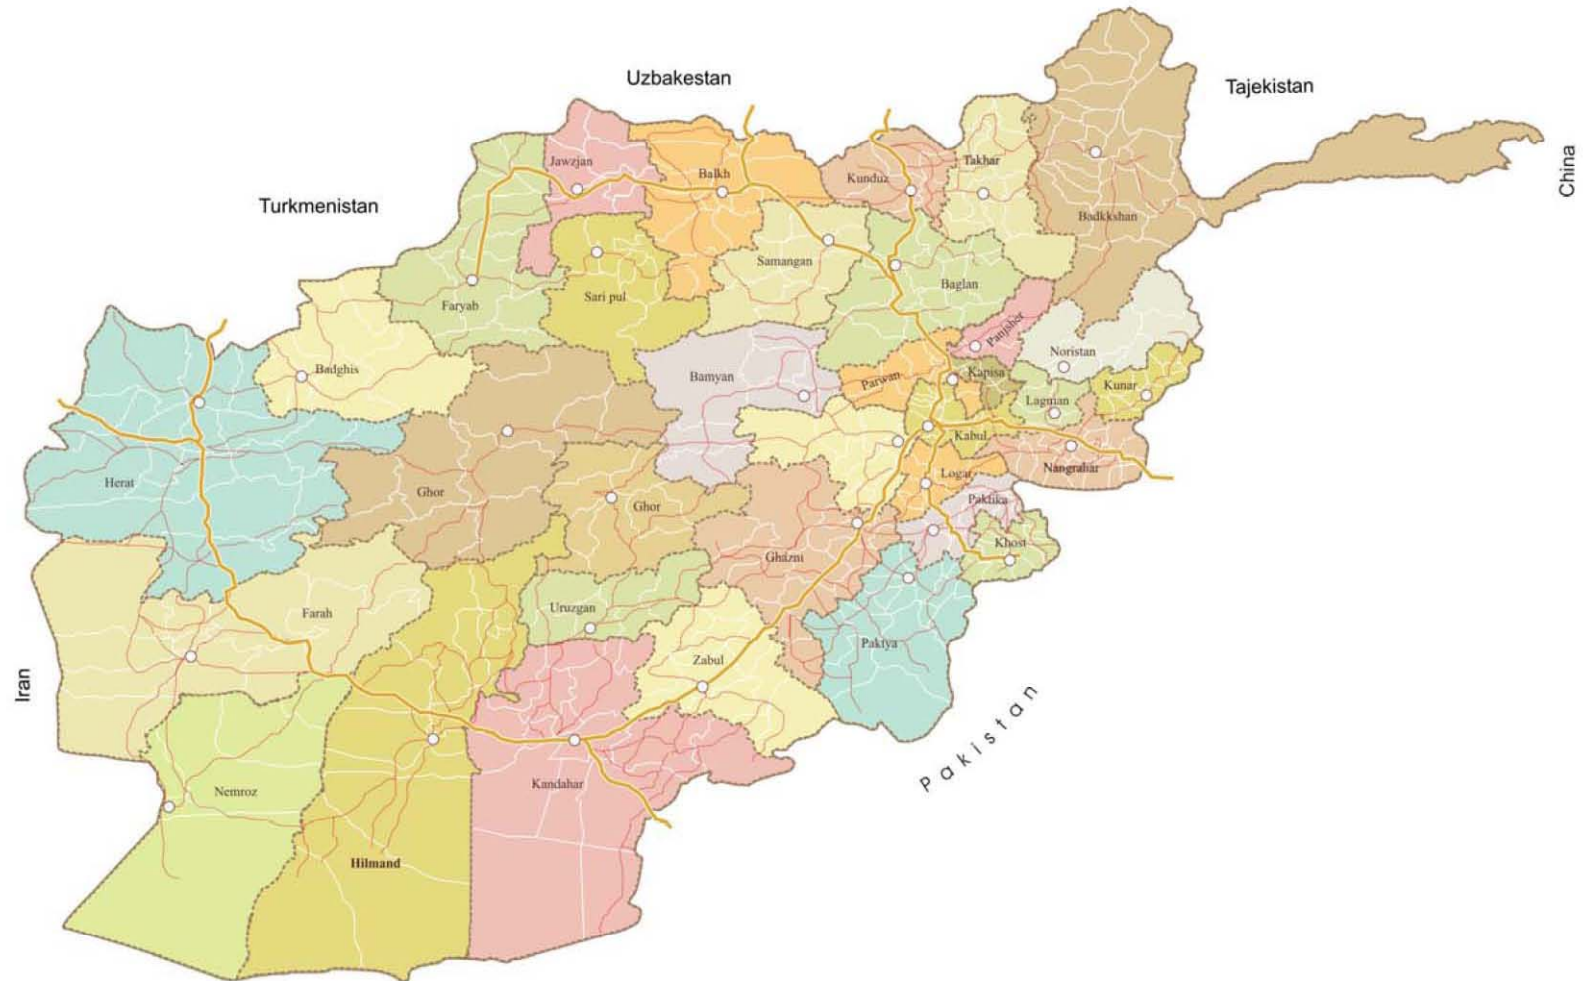 Uzbakestan
Tajekistan
China
Turkmenistan
Iran
Pakistan
Jawzjan
Balkh
Kunduz
Takhar
Badkkshan
Samangan
Baglan
Faryab
Sari pul
Panjsher
Noristan
Badghis
Bamyan
Parwan
Kapisa
Lagman
Kunar
Kabul
Nangrahar
Herat
Ghor
Ghor
Logar
Paktika
Khost
Ghazni
Farah
Uruzgan
Paktya
Zabul
Nemroz
Kandahar
Hilmand